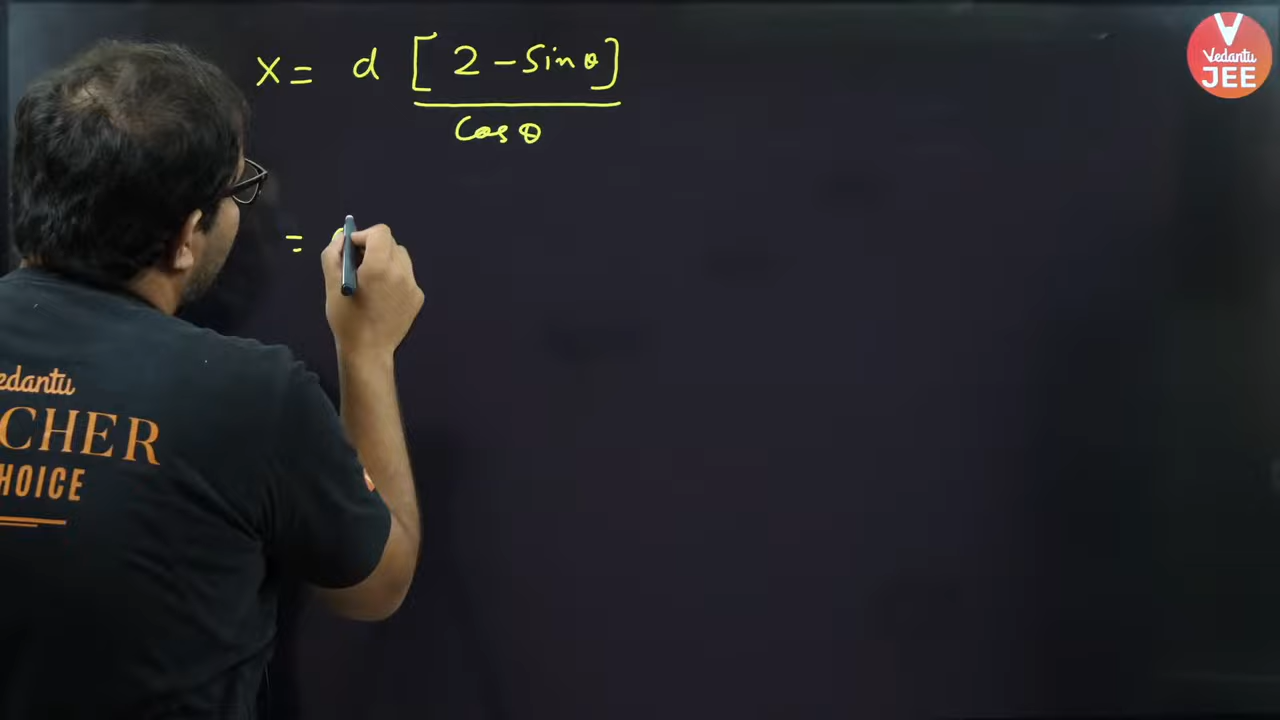 x = d [2 - Sinθ]
Cosθ
=
Vedantu
JEE
edantu
CHER
HOICE